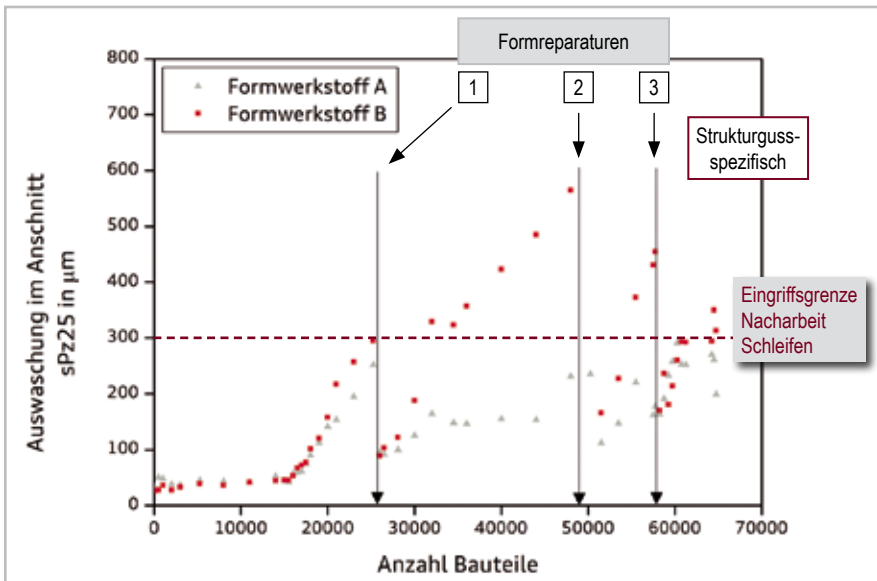 Formreparaturen
1
2
3
Formwerkstoff A
Formwerkstoff B
Strukturguss-
spezifisch
Eingriffsgrenze
Nacharbeit
Schleifen
Auswaschung im Anschnitt
sPz25 in µm
800
700
600
500
400
300
200
100
0
0
10000
20000
30000
40000
50000
60000
70000
Anzahl Bauteile